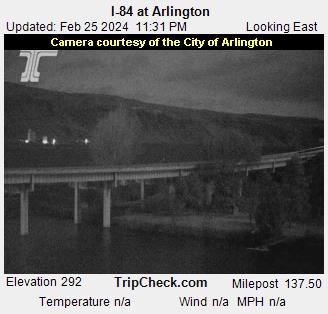 I-84 at Arlington
Updated: Feb 25 2024 11:31 PM Looking East
Camera courtesy of the City of Arlington
Elevation 292 TripCheck.com Milepost 137.50
Temperature n/a Wind n/a MPH n/a